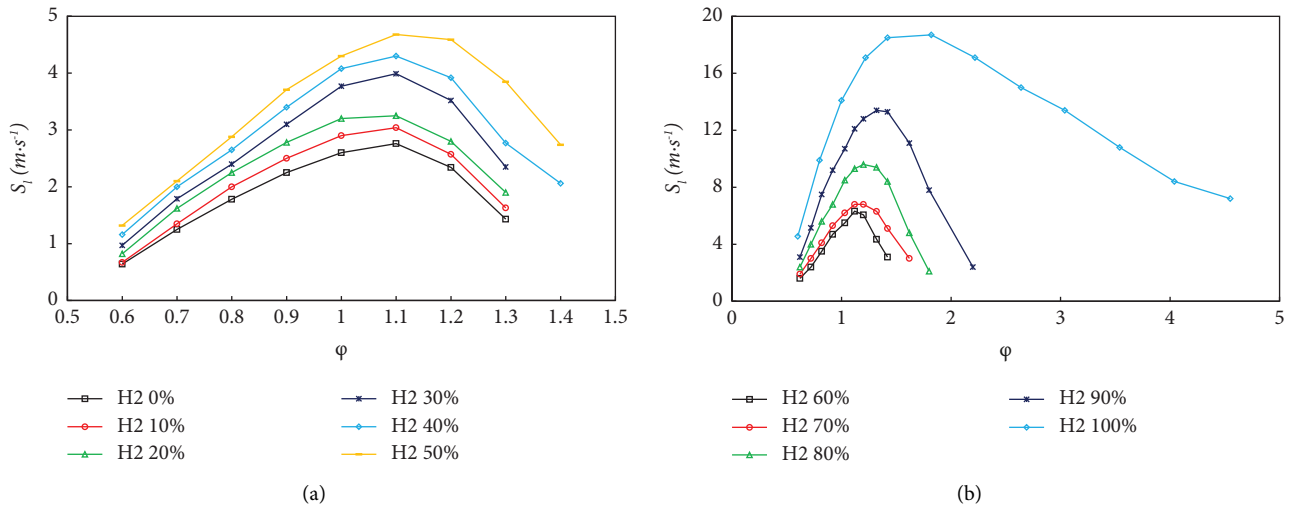 5
4
3
2
1
0
S_l (m·s⁻¹)
0.5 0.6 0.7 0.8 0.9 1 1.1 1.2 1.3 1.4 1.5
φ
H2 0%
H2 10%
H2 20%
H2 30%
H2 40%
H2 50%
(a)
20
16
12
8
4
0
S_l (m·s⁻¹)
0 1 2 3 4 5
φ
H2 60%
H2 70%
H2 80%
H2 90%
H2 100%
(b)